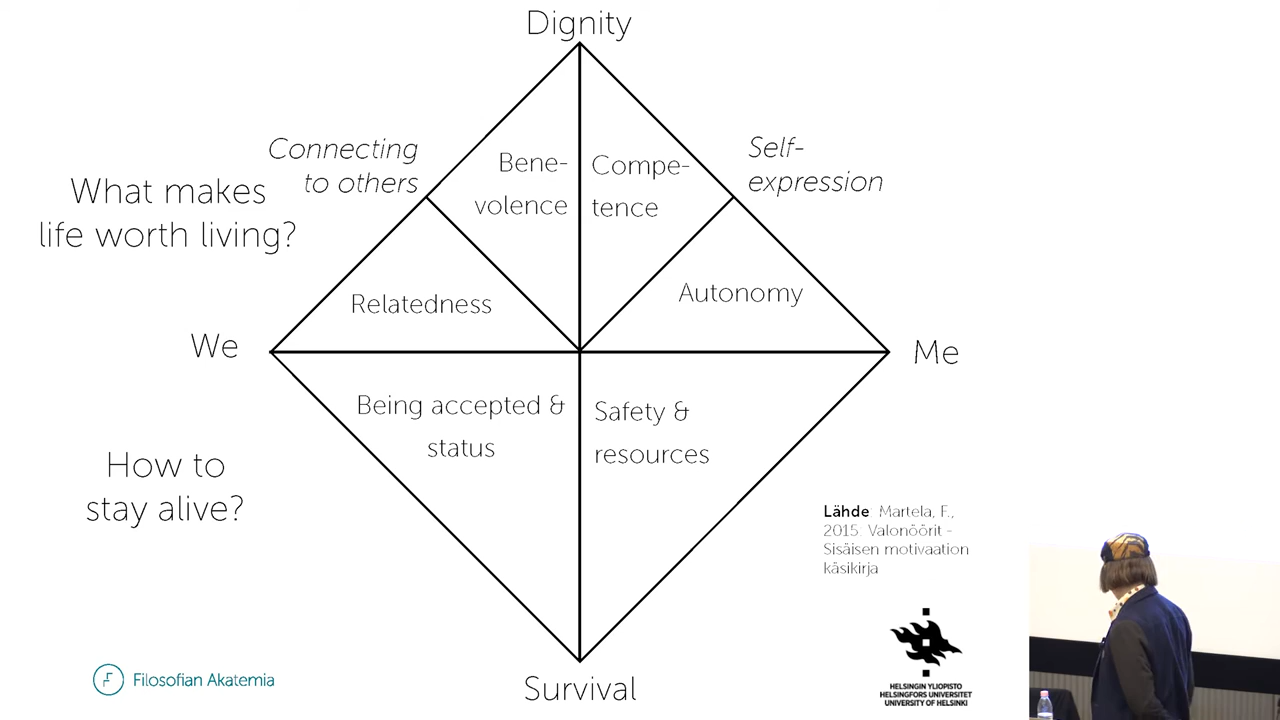 Dignity
Connecting
to others
What makes
life worth living?
Bene-
volence
Compe-
tence
Self-
expression
Relatedness
Autonomy
We
Me
Being accepted &
status
Safety &
resources
How to
stay alive?
Lähde: Martela, F.,
2015: Valonöörit -
Sisäisen motivaation
käsikirja
Survival
F Filosofian Akatemia
HELSINGIN YLIOPISTO
HELSINGFORS UNIVERSITET
UNIVERSITY OF HELSINKI